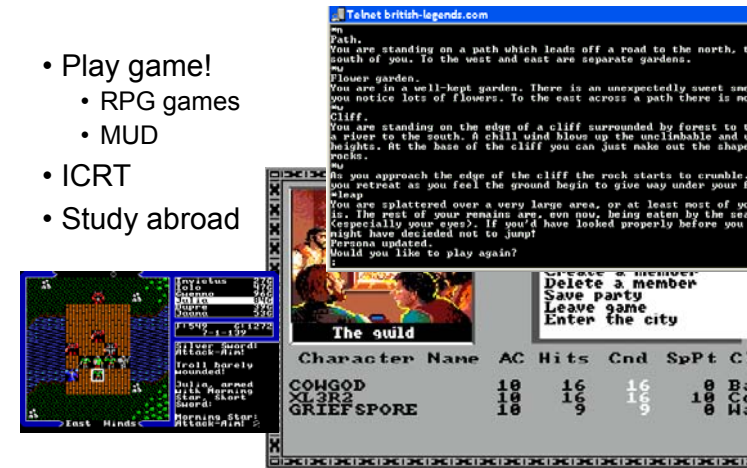 • Play game!
• RPG games
• MUD
• ICRT
• Study abroad
Telnet british-legends.com
*n
Path.
You are standing on a path which leads off a road to the north,
south of you. To the west and east are separate gardens.
*w
Flower garden.
You are in a well-kept garden. There is an unexpectedly sweet
you notice lots of flowers. To the east across a path there is
*w
Cliff.
You are standing on the edge of a cliff surrounded by forest to
a river to the south. A chill wind blows up the unclimbable and
heights. At the base of the cliff you can just make out the shape
rocks.
*w
As you approach the edge of the cliff the rock starts to crumble.
you retreat as you feel the ground begin to give way under your
*leap
You are splattered over a very large area, or at least most of
is. The rest of your remains are, evn now, being eaten by the
(especially your eyes). If you'd have looked properly before you
might have decieded not to jump!
Persona updated.
Would you like to play again?
:
Create a member
Delete a member
Save party
Leave game
Enter the city
The guild
Character Name AC Hits Cnd SpPt
COWGOD 10 16 16 0
XL3R2 10 16 16 10
GRIEFSPORE 10 9 9 0
Julia
7-1-139
Silver Sword:
Attack-Aim!
Troll barely
wounded!
Julia, armed
with Morning
Star, Short
Sword:
Morning Star:
Attack-Aim!
East Winds